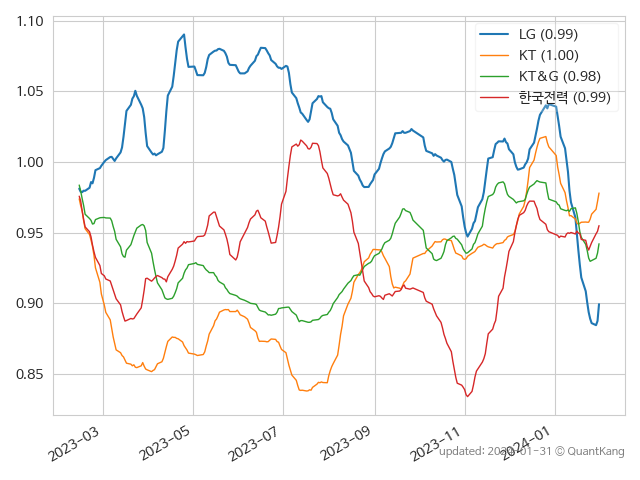 1.10
1.05
1.00
0.95
0.90
0.85
LG (0.99)
KT (1.00)
KT&G (0.98)
한국전력 (0.99)
2023-03
2023-05
2023-07
2023-09
2023-11
2024-01
updated: 2024-01-31 © QuantKang